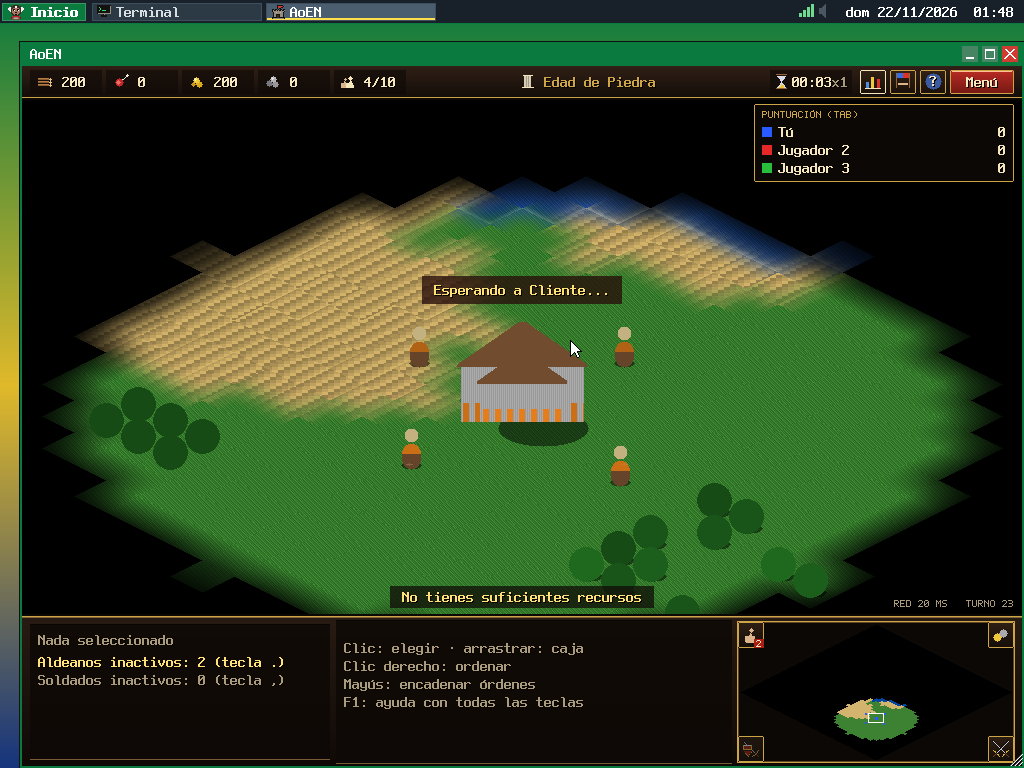 Inicio
Terminal
AoEN
dom 22/11/2026 01:48
AoEN
200
0
200
0
4/10
Edad de Piedra
00:03x1
?
Menú
PUNTUACIÓN (TAB)
Tú 0
Jugador 2 0
Jugador 3 0
Esperando a Cliente...
No tienes suficientes recursos
RED 20 MS TURNO 23
Nada seleccionado
Aldeanos inactivos: 2 (tecla .)
Soldados inactivos: 0 (tecla ,)
Clic: elegir · arrastrar: caja
Clic derecho: ordenar
Mayús: encadenar órdenes
F1: ayuda con todas las teclas
2